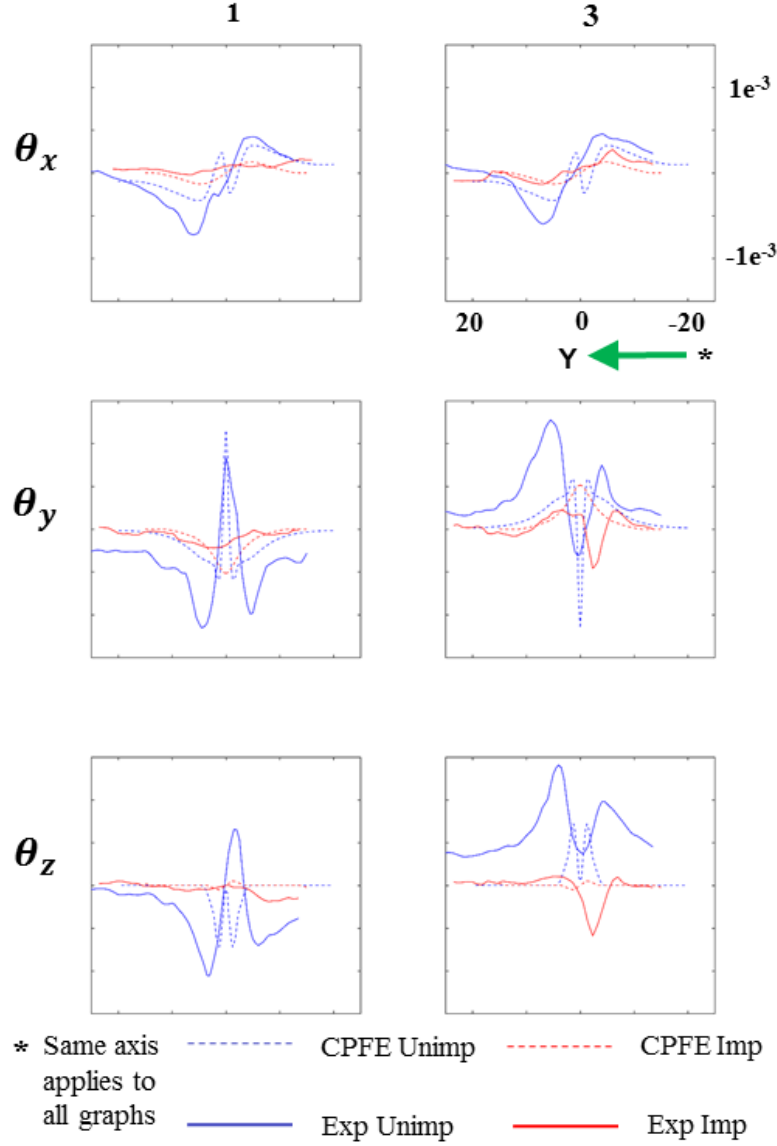 1 3
θx
1e-3
-1e-3
20 0 -20
Y *
θy
θz
* Same axis applies to all graphs
CPFE Unimp CPFE Imp
Exp Unimp Exp Imp